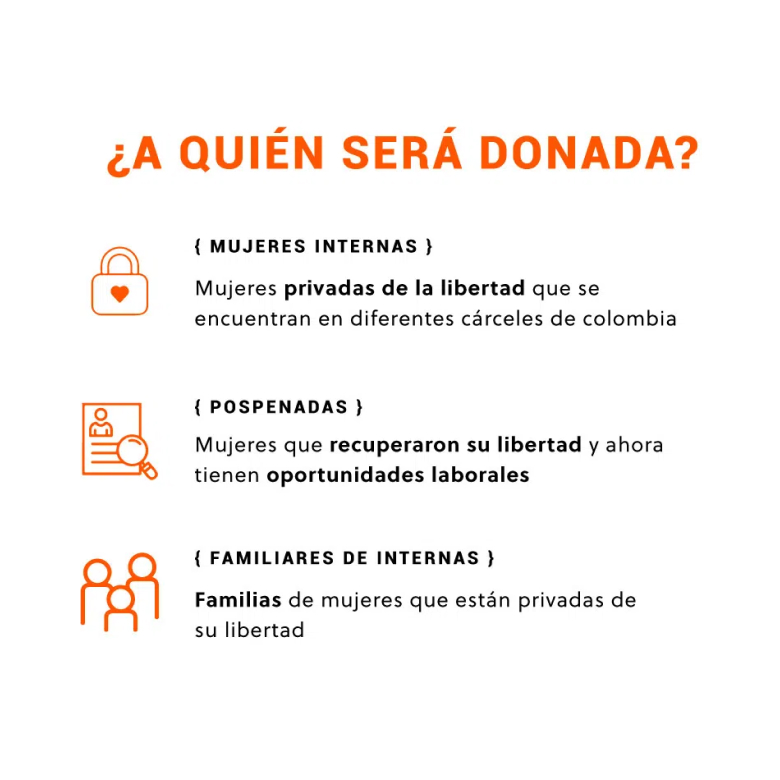 ¿A QUIÉN SERÁ DONADA?
{ MUJERES INTERNAS }
Mujeres privadas de la libertad que se
encuentran en diferentes cárceles de colombia
{ POSPENADAS }
Mujeres que recuperaron su libertad y ahora
tienen oportunidades laborales
{ FAMILIARES DE INTERNAS }
Familias de mujeres que están privadas de
su libertad